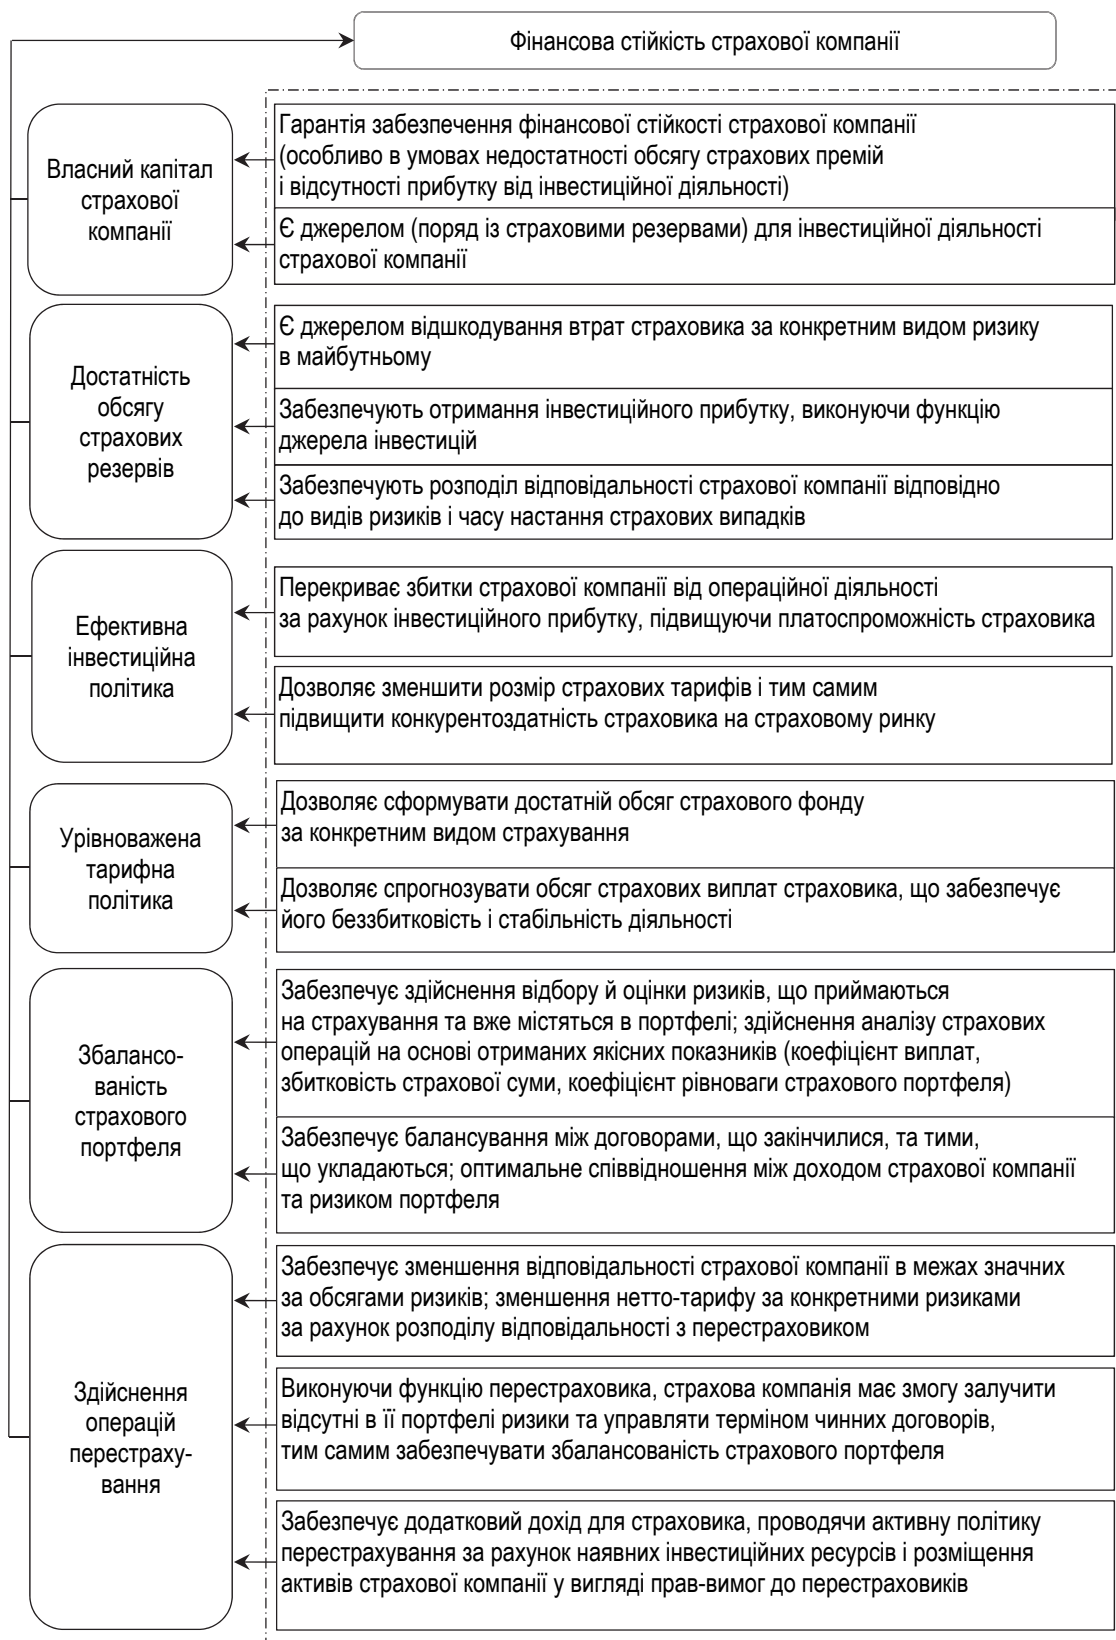 Фінансова стійкість страхової компанії
Власний капітал
страхової
компанії
Гарантія забезпечення фінансової стійкості страхової компанії
(особливо в умовах недостатності обсягу страхових премій
і відсутності прибутку від інвестиційної діяльності)
Є джерелом (поряд із страховими резервами) для інвестиційної діяльності
страхової компанії
Достатність
обсягу
страхових
резервів
Є джерелом відшкодування втрат страховика за конкретним видом ризику
в майбутньому
Забезпечують отримання інвестиційного прибутку, виконуючи функцію
джерела інвестицій
Забезпечують розподіл відповідальності страхової компанії відповідно
до видів ризиків і часу настання страхових випадків
Ефективна
інвестиційна
політика
Перекриває збитки страхової компанії від операційної діяльності
за рахунок інвестиційного прибутку, підвищуючи платоспроможність страховика
Дозволяє зменшити розмір страхових тарифів і тим самим
підвищити конкурентоздатність страховика на страховому ринку
Урівноважена
тарифна
політика
Дозволяє сформувати достатній обсяг страхового фонду
за конкретним видом страхування
Дозволяє спрогнозувати обсяг страхових виплат страховика, що забезпечує
його беззбитковість і стабільність діяльності
Збалансо-
ваність
страхового
портфеля
Забезпечує здійснення відбору й оцінки ризиків, що приймаються
на страхування та вже містяться в портфелі; здійснення аналізу страхових
операцій на основі отриманих якісних показників (коефіцієнт виплат,
збитковість страхової суми, коефіцієнт рівноваги страхового портфеля)
Забезпечує балансування між договорами, що закінчилися, та тими,
що укладаються; оптимальне співвідношення між доходом страхової компанії
та ризиком портфеля
Здійснення
операцій
перестраху-
вання
Забезпечує зменшення відповідальності страхової компанії в межах значних
за обсягами ризиків; зменшення нетто-тарифу за конкретними ризиками
за рахунок розподілу відповідальності з перестраховиком
Виконуючи функцію перестраховика, страхова компанія має змогу залучити
відсутні в її портфелі ризики та управляти терміном чинних договорів,
тим самим забезпечувати збалансованість страхового портфеля
Забезпечує додатковий дохід для страховика, проводячи активну політику
перестрахування за рахунок наявних інвестиційних ресурсів і розміщення
активів страхової компанії у вигляді прав-вимог до перестраховиків